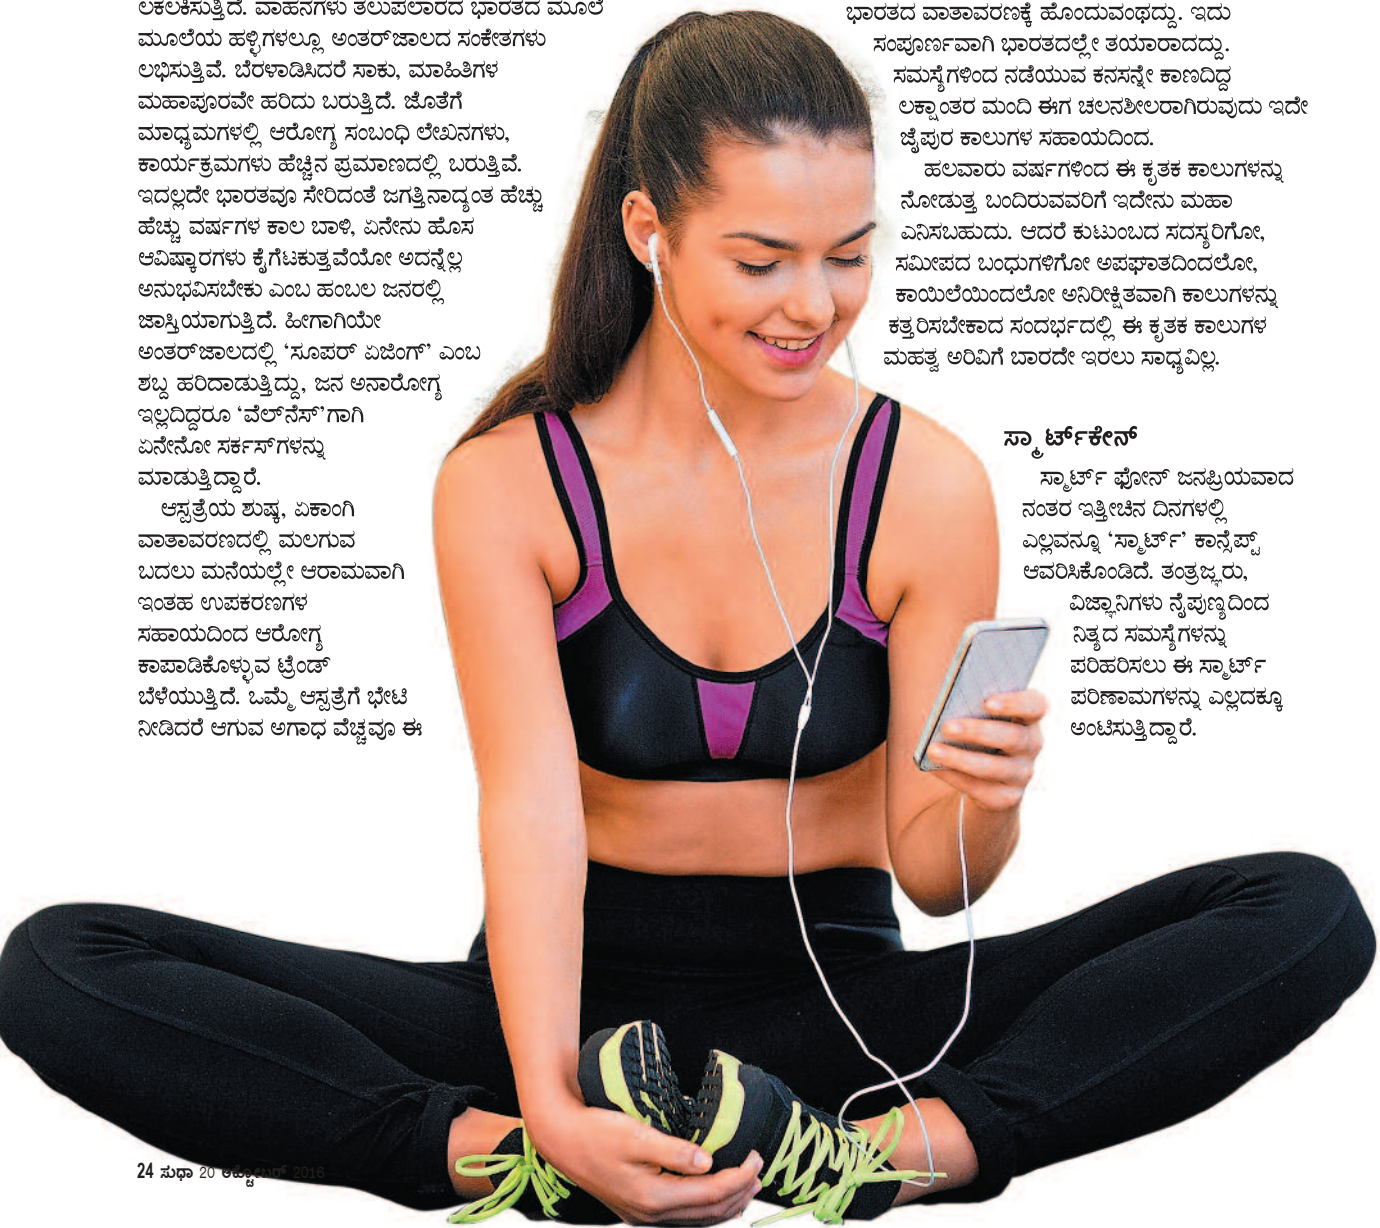 ಲಕಲಕಿಸುತ್ತಿದೆ. ವಾಹನಗಳು ತಲುಪಲಾರದ ಭಾರತದ ಮೂಲೆ
ಮೂಲೆಯ ಹಳ್ಳಿಗಳಲ್ಲೂ ಅಂತರ್‌ಜಾಲದ ಸಂಕೇತಗಳು
ಲಭಿಸುತ್ತಿವೆ. ಬೆರಳಾಡಿಸಿದರೆ ಸಾಕು, ಮಾಹಿತಿಗಳ
ಮಹಾಪೂರವೇ ಹರಿದು ಬರುತ್ತಿದೆ. ಜೊತೆಗೆ
ಮಾಧ್ಯಮಗಳಲ್ಲಿ ಆರೋಗ್ಯ ಸಂಬಂಧಿ ಲೇಖನಗಳು,
ಕಾರ್ಯಕ್ರಮಗಳು ಹೆಚ್ಚಿನ ಪ್ರಮಾಣದಲ್ಲಿ ಬರುತ್ತಿವೆ.
ಇದಲ್ಲದೇ ಭಾರತವೂ ಸೇರಿದಂತೆ ಜಗತ್ತಿನಾದ್ಯಂತ ಹೆಚ್ಚು
ಹೆಚ್ಚು ವರ್ಷಗಳ ಕಾಲ ಬಾಳಿ, ಏನೇನು ಹೊಸ
ಆವಿಷ್ಕಾರಗಳು ಕೈಗೆಟಕುತ್ತವೆಯೋ ಅದನ್ನೆಲ್ಲ
ಅನುಭವಿಸಬೇಕು ಎಂಬ ಹಂಬಲ ಜನರಲ್ಲಿ
ಜಾಸ್ತಿಯಾಗುತ್ತಿದೆ. ಹೀಗಾಗಿಯೇ
ಅಂತರ್‌ಜಾಲದಲ್ಲಿ ‘ಸೂಪರ್ ಏಜಿಂಗ್’ ಎಂಬ
ಶಬ್ದ ಹರಿದಾಡುತ್ತಿದ್ದು, ಜನ ಅನಾರೋಗ್ಯ
ಇಲ್ಲದಿದ್ದರೂ ‘ವೆಲ್‌ನೆಸ್’ಗಾಗಿ
ಏನೇನೋ ಸರ್ಕಸ್‌ಗಳನ್ನು
ಮಾಡುತ್ತಿದ್ದಾರೆ.
ಆಸ್ಪತ್ರೆಯ ಶುಷ್ಕ, ಏಕಾಂಗಿ
ವಾತಾವರಣದಲ್ಲಿ ಮಲಗುವ
ಬದಲು ಮನೆಯಲ್ಲೇ ಆರಾಮವಾಗಿ
ಇಂತಹ ಉಪಕರಣಗಳ
ಸಹಾಯದಿಂದ ಆರೋಗ್ಯ
ಕಾಪಾಡಿಕೊಳ್ಳುವ ಟ್ರೆಂಡ್
ಬೆಳೆಯುತ್ತಿದೆ. ಒಮ್ಮೆ ಆಸ್ಪತ್ರೆಗೆ ಭೇಟಿ
ನೀಡಿದರೆ ಆಗುವ ಅಗಾಧ ವೆಚ್ಚವೂ ಈ
ಭಾರತದ ವಾತಾವರಣಕ್ಕೆ ಹೊಂದುವಂಥದ್ದು. ಇದು
ಸಂಪೂರ್ಣವಾಗಿ ಭಾರತದಲ್ಲೇ ತಯಾರಾದದ್ದು.
ಸಮಸ್ಯೆಗಳಿಂದ ನಡೆಯುವ ಕನಸನ್ನೇ ಕಾಣದಿದ್ದ
ಲಕ್ಷಾಂತರ ಮಂದಿ ಈಗ ಚಲನಶೀಲರಾಗಿರುವುದು ಇದೇ
ಜೈಪುರ ಕಾಲುಗಳ ಸಹಾಯದಿಂದ.
ಹಲವಾರು ವರ್ಷಗಳಿಂದ ಈ ಕೃತಕ ಕಾಲುಗಳನ್ನು
ನೋಡುತ್ತ ಬಂದಿರುವವರಿಗೆ ಇದೇನು ಮಹಾ
ಎನಿಸಬಹುದು. ಆದರೆ ಕುಟುಂಬದ ಸದಸ್ಯರಿಗೋ,
ಸಮೀಪದ ಬಂಧುಗಳಿಗೋ ಅಪಘಾತದಿಂದಲೋ,
ಕಾಯಿಲೆಯಿಂದಲೋ ಅನಿರೀಕ್ಷಿತವಾಗಿ ಕಾಲುಗಳನ್ನು
ಕತ್ತರಿಸಬೇಕಾದ ಸಂದರ್ಭದಲ್ಲಿ ಈ ಕೃತಕ ಕಾಲುಗಳ
ಮಹತ್ವ ಅರಿವಿಗೆ ಬಾರದೇ ಇರಲು ಸಾಧ್ಯವಿಲ್ಲ.
ಸ್ಮಾರ್ಟ್‌ಕೇನ್
ಸ್ಮಾರ್ಟ್ ಫೋನ್ ಜನಪ್ರಿಯವಾದ
ನಂತರ ಇತ್ತೀಚಿನ ದಿನಗಳಲ್ಲಿ
ಎಲ್ಲವನ್ನೂ ‘ಸ್ಮಾರ್ಟ್’ ಕಾನ್ಸೆಪ್ಟ್
ಆವರಿಸಿಕೊಂಡಿದೆ. ತಂತ್ರಜ್ಞರು,
ವಿಜ್ಞಾನಿಗಳು ನೈಪುಣ್ಯದಿಂದ
ನಿತ್ಯದ ಸಮಸ್ಯೆಗಳನ್ನು
ಪರಿಹರಿಸಲು ಈ ಸ್ಮಾರ್ಟ್
ಪರಿಣಾಮಗಳನ್ನು ಎಲ್ಲದಕ್ಕೂ
ಅಂಟಿಸುತ್ತಿದ್ದಾರೆ.
24 ಸುಧಾ 20 ಅಕ್ಟೋಬರ್ 2016